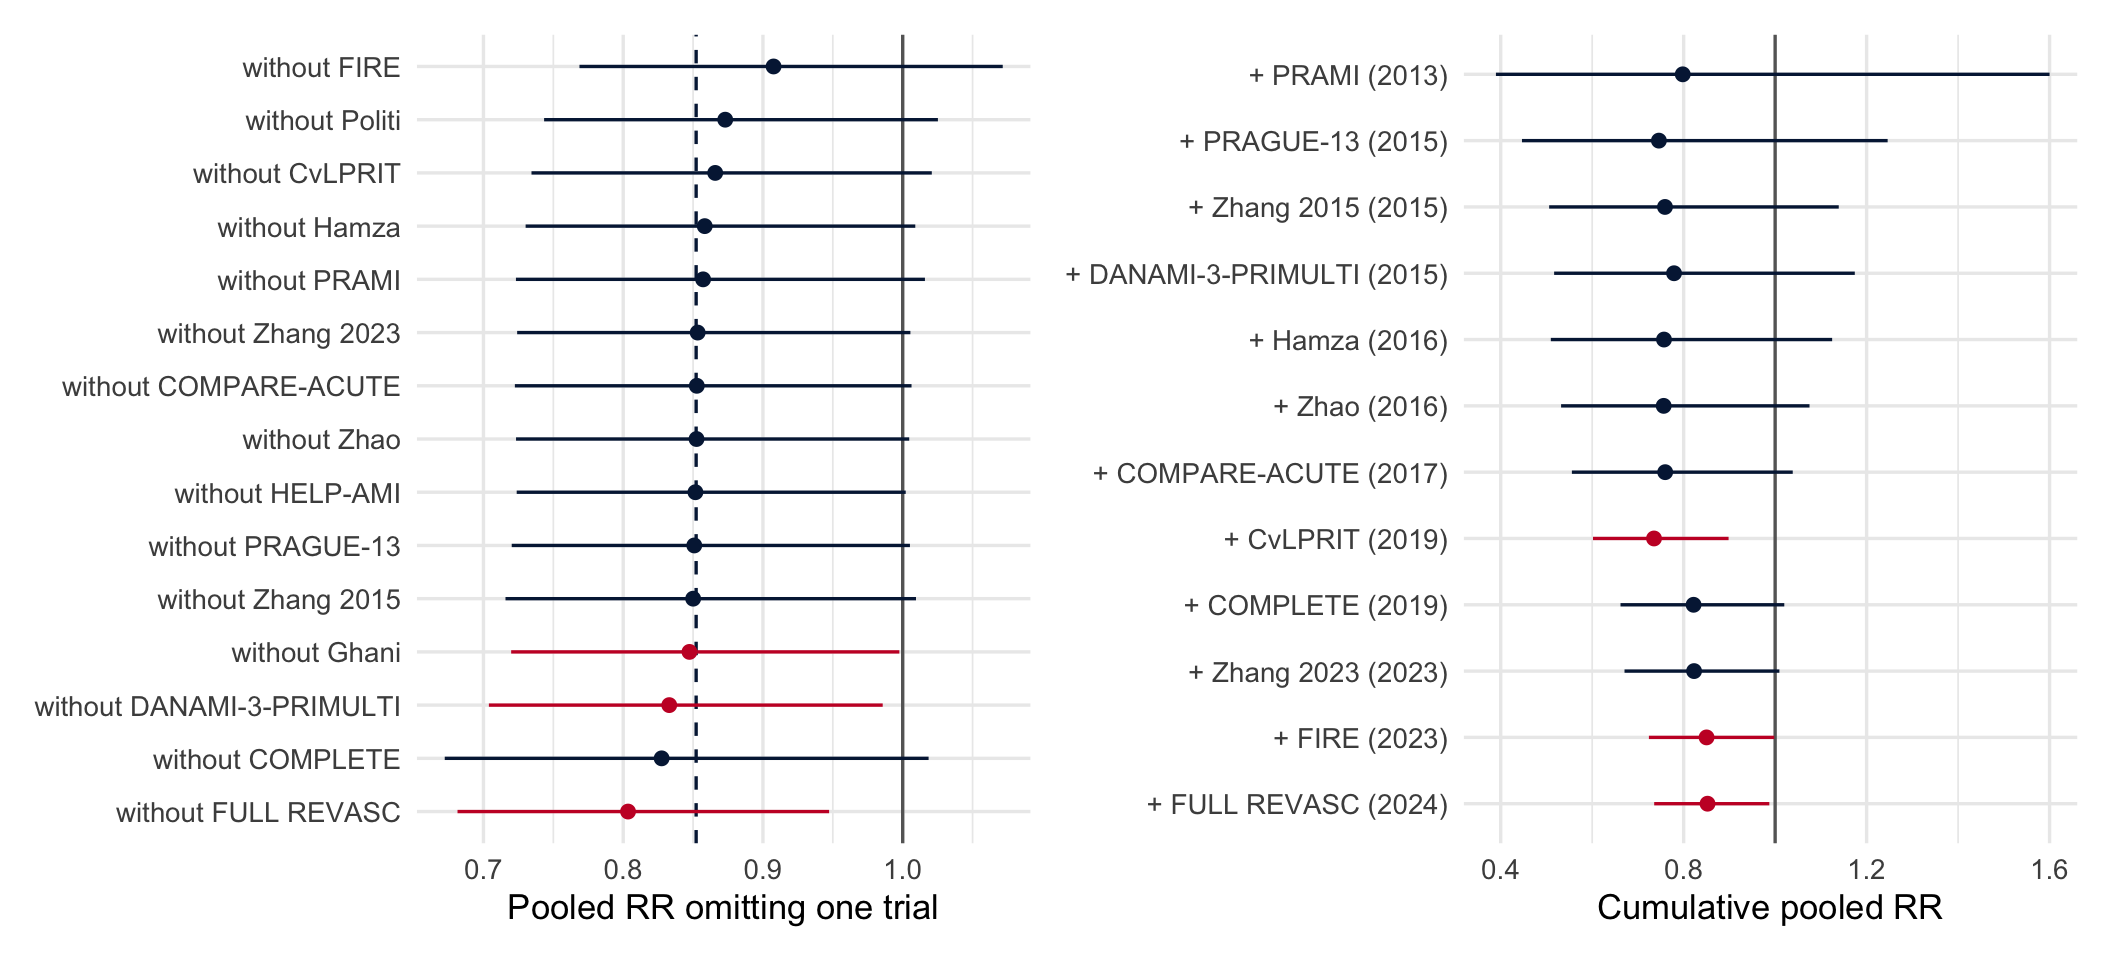 without FIRE
without Politi
without CvLPRIT
without Hamza
without PRAMI
without Zhang 2023
without COMPARE-ACUTE
without Zhao
without HELP-AMI
without PRAGUE-13
without Zhang 2015
without Ghani
without DANAMI-3-PRIMULTI
without COMPLETE
without FULL REVASC
0.7 0.8 0.9 1.0
Pooled RR omitting one trial
+ PRAMI (2013)
+ PRAGUE-13 (2015)
+ Zhang 2015 (2015)
+ DANAMI-3-PRIMULTI (2015)
+ Hamza (2016)
+ Zhao (2016)
+ COMPARE-ACUTE (2017)
+ CvLPRIT (2019)
+ COMPLETE (2019)
+ Zhang 2023 (2023)
+ FIRE (2023)
+ FULL REVASC (2024)
0.4 0.8 1.2 1.6
Cumulative pooled RR